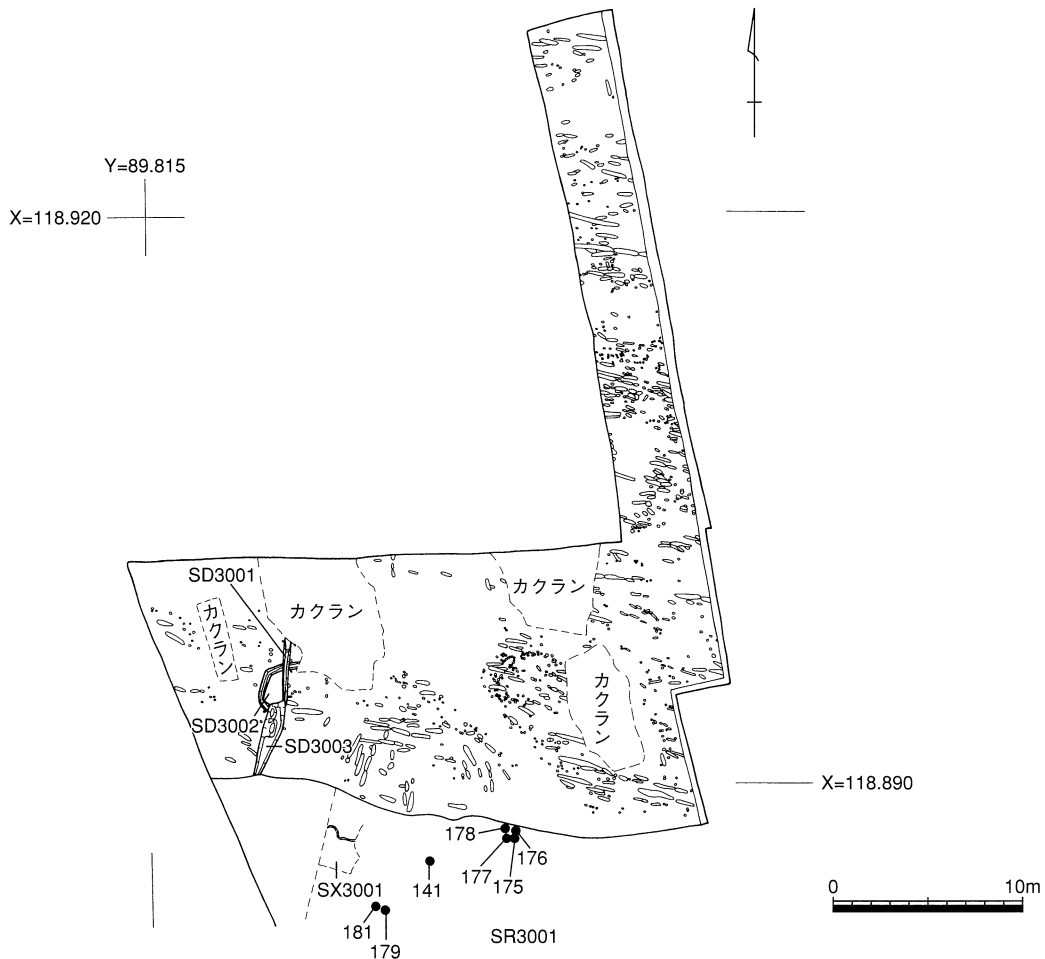 Y=89.815
X=118.920
SD3001
カクラン
カクラン
カクラン
カクラン
SD3002
SD3003
X=118.890
178
176
177
175
141
SX3001
181
179
SR3001
0
10m